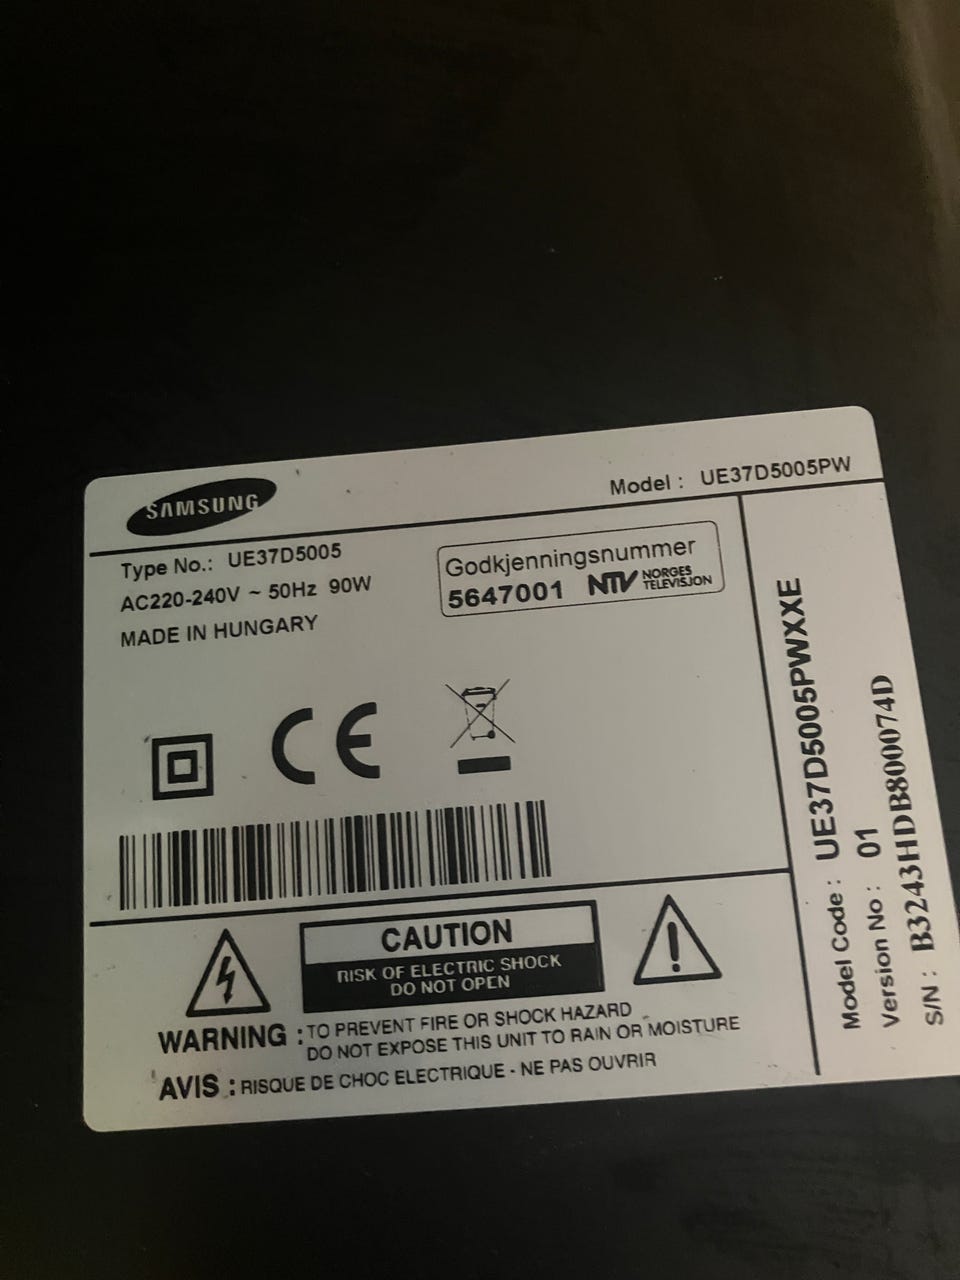 SAMSUNG
Model : UE37D5005PW
Type No.: UE37D5005
AC220-240V ~ 50Hz 90W
MADE IN HUNGARY
Godkjenningsnummer
5647001 NTV NORGES
TELEVISJON
CE
CAUTION
RISK OF ELECTRIC SHOCK
DO NOT OPEN
WARNING : TO PREVENT FIRE OR SHOCK HAZARD
DO NOT EXPOSE THIS UNIT TO RAIN OR MOISTURE
AVIS : RISQUE DE CHOC ELECTRIQUE - NE PAS OUVRIR
Model Code : UE37D5005PWXXE
Version No : 01
S/N : B3243HDB800074D